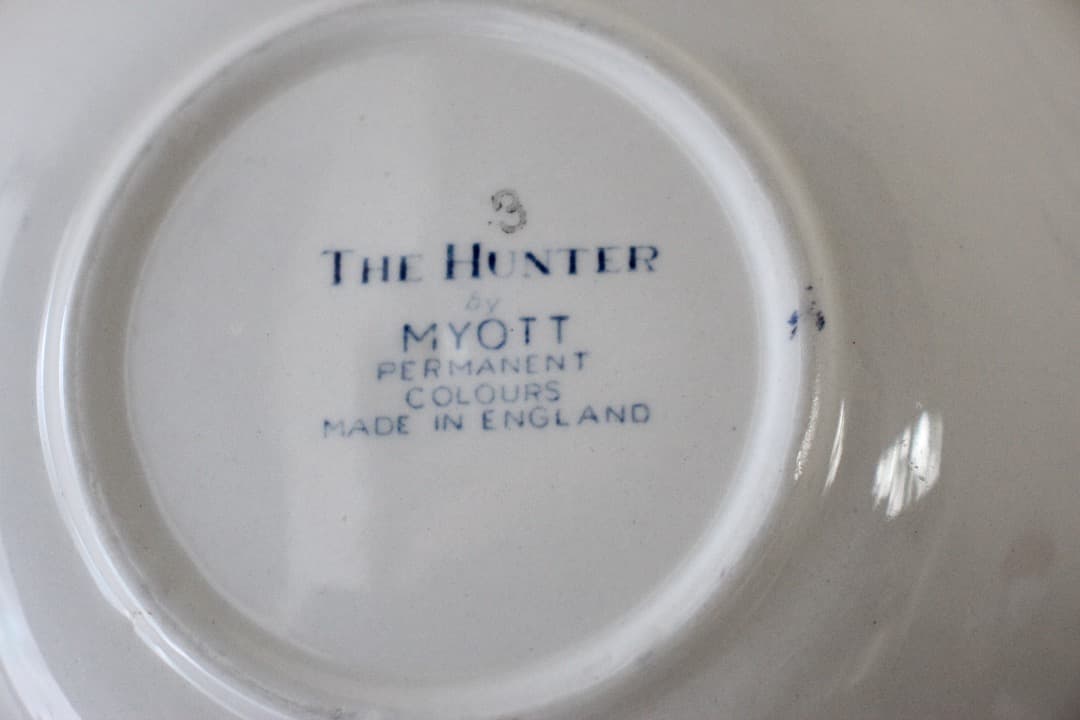 3
THE HUNTER
by
MYOTT
PERMANENT
COLOURS
MADE IN ENGLAND